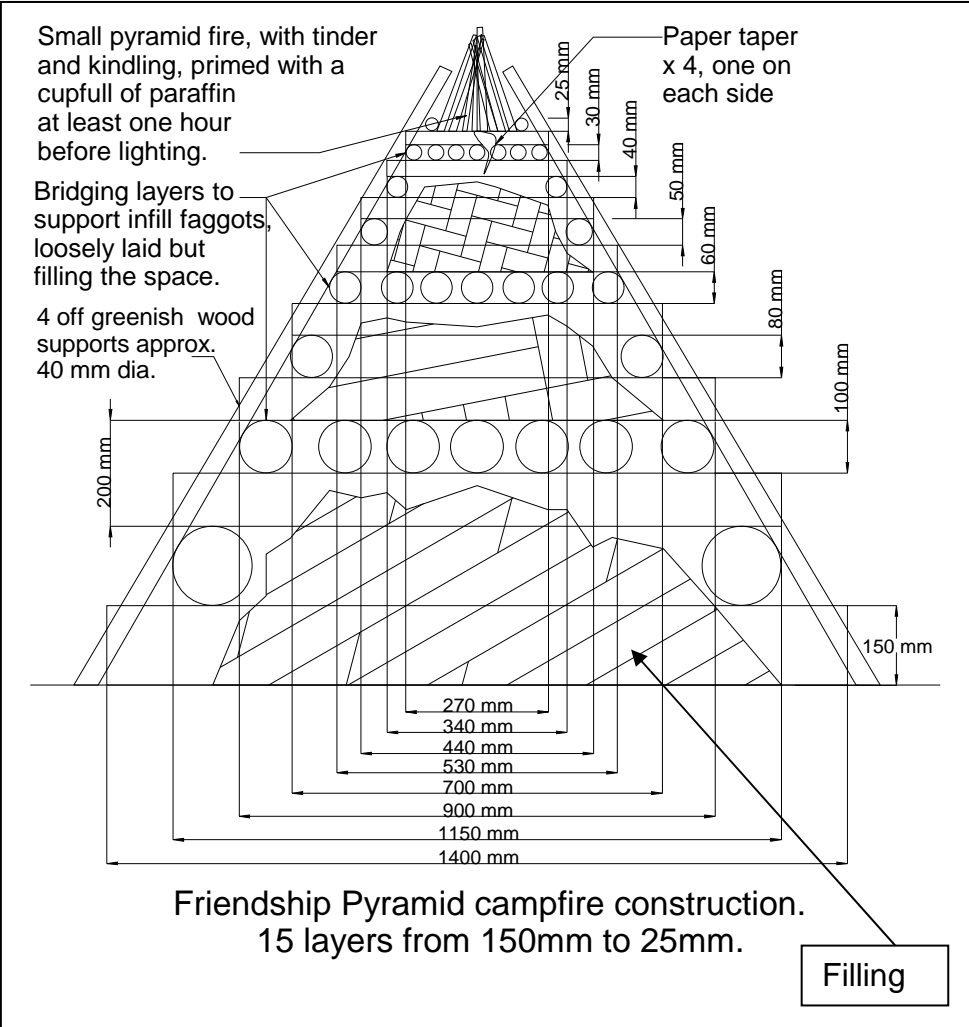 Small pyramid fire, with tinder
and kindling, primed with a
cupfull of paraffin
at least one hour
before lighting.
Paper taper
x 4, one on
each side
25 mm
30 mm
40 mm
50 mm
60 mm
80 mm
100 mm
Bridging layers to
support infill faggots,
loosely laid but
filling the space.
4 off greenish wood
supports approx.
40 mm dia.
200 mm
150 mm
270 mm
340 mm
440 mm
530 mm
700 mm
900 mm
1150 mm
1400 mm
Friendship Pyramid campfire construction.
15 layers from 150mm to 25mm.
Filling